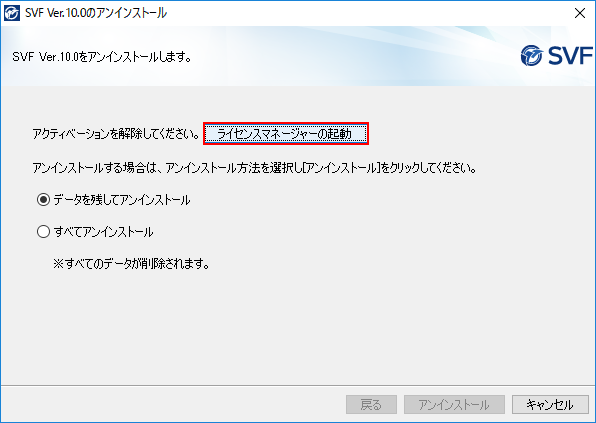 SVF Ver.10.0のアンインストール
SVF Ver.10.0をアンインストールします。
SVF
アクティベーションを解除してください。 ライセンスマネージャーの起動
アンインストールする場合は、アンインストール方法を選択し[アンインストール]をクリックしてください。
データを残してアンインストール
すべてアンインストール
※すべてのデータが削除されます。
戻る アンインストール キャンセル